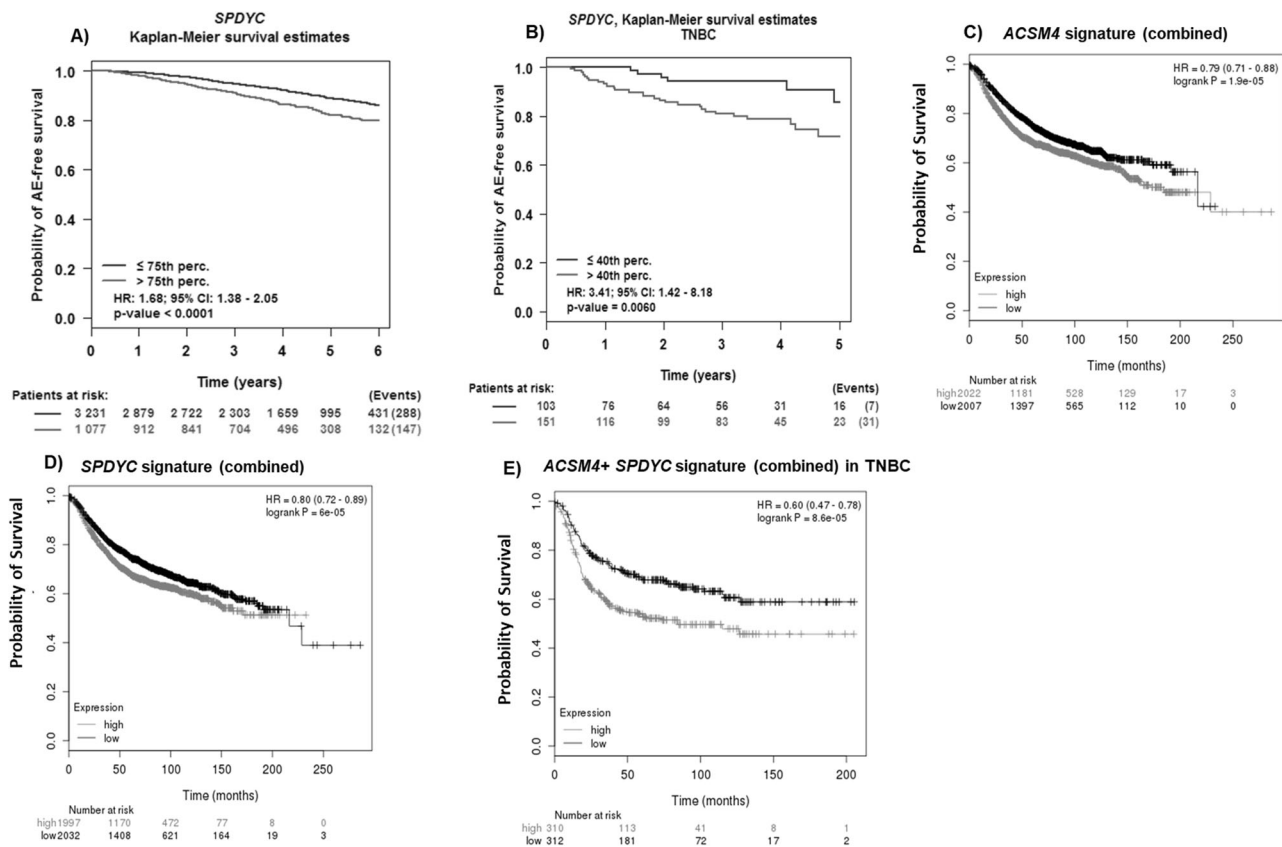 A)
SPDYC
Kaplan-Meier survival estimates
Probability of AE-free survival
1.0
0.8
0.6
0.4
0.2
0.0
≤ 75th perc.
> 75th perc.
HR: 1.68; 95% CI: 1.38 - 2.05
p-value < 0.0001
0 1 2 3 4 5 6
Time (years)
Patients at risk: (Events)
3 231 2 879 2 722 2 303 1 659 995 431 (288)
1 077 912 841 704 496 308 132 (147)
B)
SPDYC, Kaplan-Meier survival estimates
TNBC
Probability of AE-free survival
1.0
0.8
0.6
0.4
0.2
0.0
≤ 40th perc.
> 40th perc.
HR: 3.41; 95% CI: 1.42 - 8.18
p-value = 0.0060
0 1 2 3 4 5
Time (years)
Patients at risk: (Events)
103 76 64 56 31 16 (7)
151 116 99 83 45 23 (31)
C) ACSM4 signature (combined)
Probability of Survival
HR = 0.79 (0.71 - 0.88)
logrank P = 1.9e-05
1.0
0.8
0.6
0.4
0.2
0.0
Expression
high
low
0 50 100 150 200 250
Time (months)
Number at risk
high 2022 1181 528 129 17 3
low 2007 1397 565 112 10 0
D) SPDYC signature (combined)
Probability of Survival
HR = 0.80 (0.72 - 0.89)
logrank P = 6e-05
1.0
0.8
0.6
0.4
0.2
0.0
Expression
high
low
0 50 100 150 200 250
Time (months)
Number at risk
high 1997 1170 472 77 8 0
low 2032 1408 621 164 19 3
E) ACSM4+ SPDYC signature (combined) in TNBC
Probability of Survival
HR = 0.60 (0.47 - 0.78)
logrank P = 8.6e-05
1.0
0.8
0.6
0.4
0.2
0.0
Expression
high
low
0 50 100 150 200
Time (months)
Number at risk
high 310 113 41 8 1
low 312 181 72 17 2